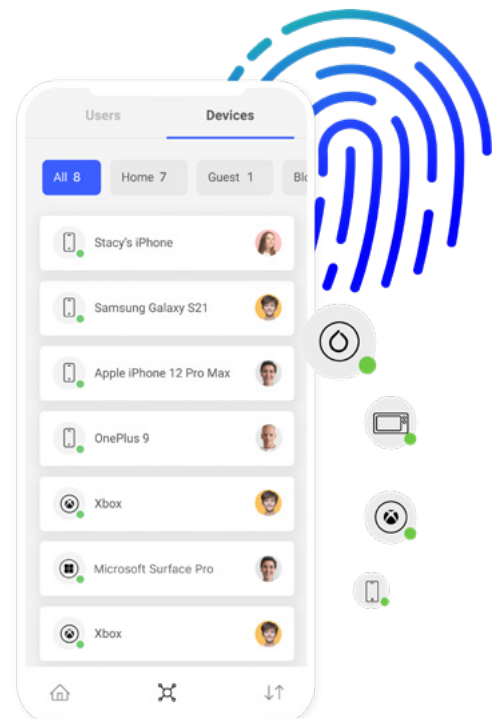 Users Devices
All 8 Home 7 Guest 1
Stacy's iPhone
Samsung Galaxy S21
Apple iPhone 12 Pro Max
OnePlus 9
Xbox
Microsoft Surface Pro
Xbox